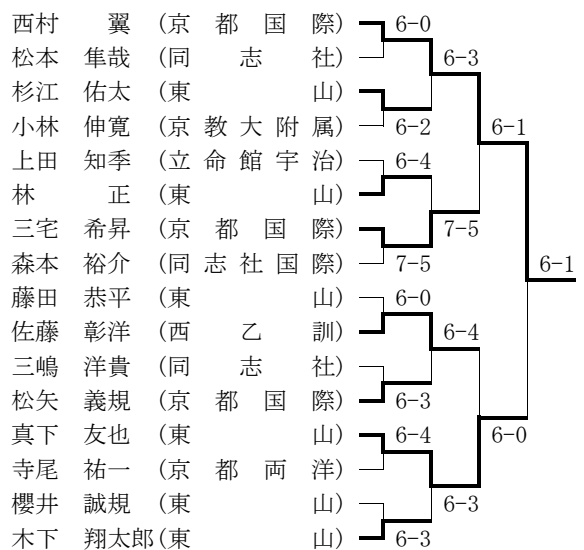 西村 翼 (京都国際) 6-0
松本 隼哉 (同志社) 6-3
杉江 佑太 (東山)
小林 伸寛 (京教大附属) 6-2 6-1
上田 知季 (立命館宇治) 6-4
林 正 (東山)
三宅 希昇 (京都国際) 7-5
森本 裕介 (同志社国際) 7-5 6-1
藤田 恭平 (東山) 6-0
佐藤 彰洋 (西乙訓) 6-4
三嶋 洋貴 (同志社)
松矢 義規 (京都国際) 6-3
真下 友也 (東山) 6-4 6-0
寺尾 祐一 (京都両洋)
櫻井 誠規 (東山) 6-3
木下 翔太郎 (東山) 6-3